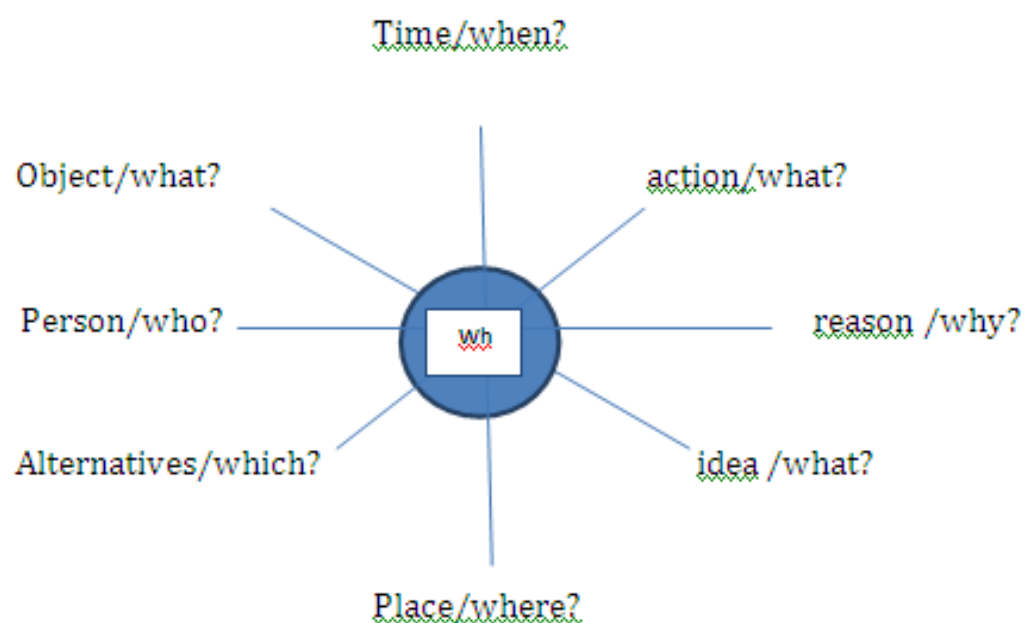 Time/when?
Object/what?
action/what?
Person/who?
Wh
reason /why?
Alternatives/which?
idea /what?
Place/where?